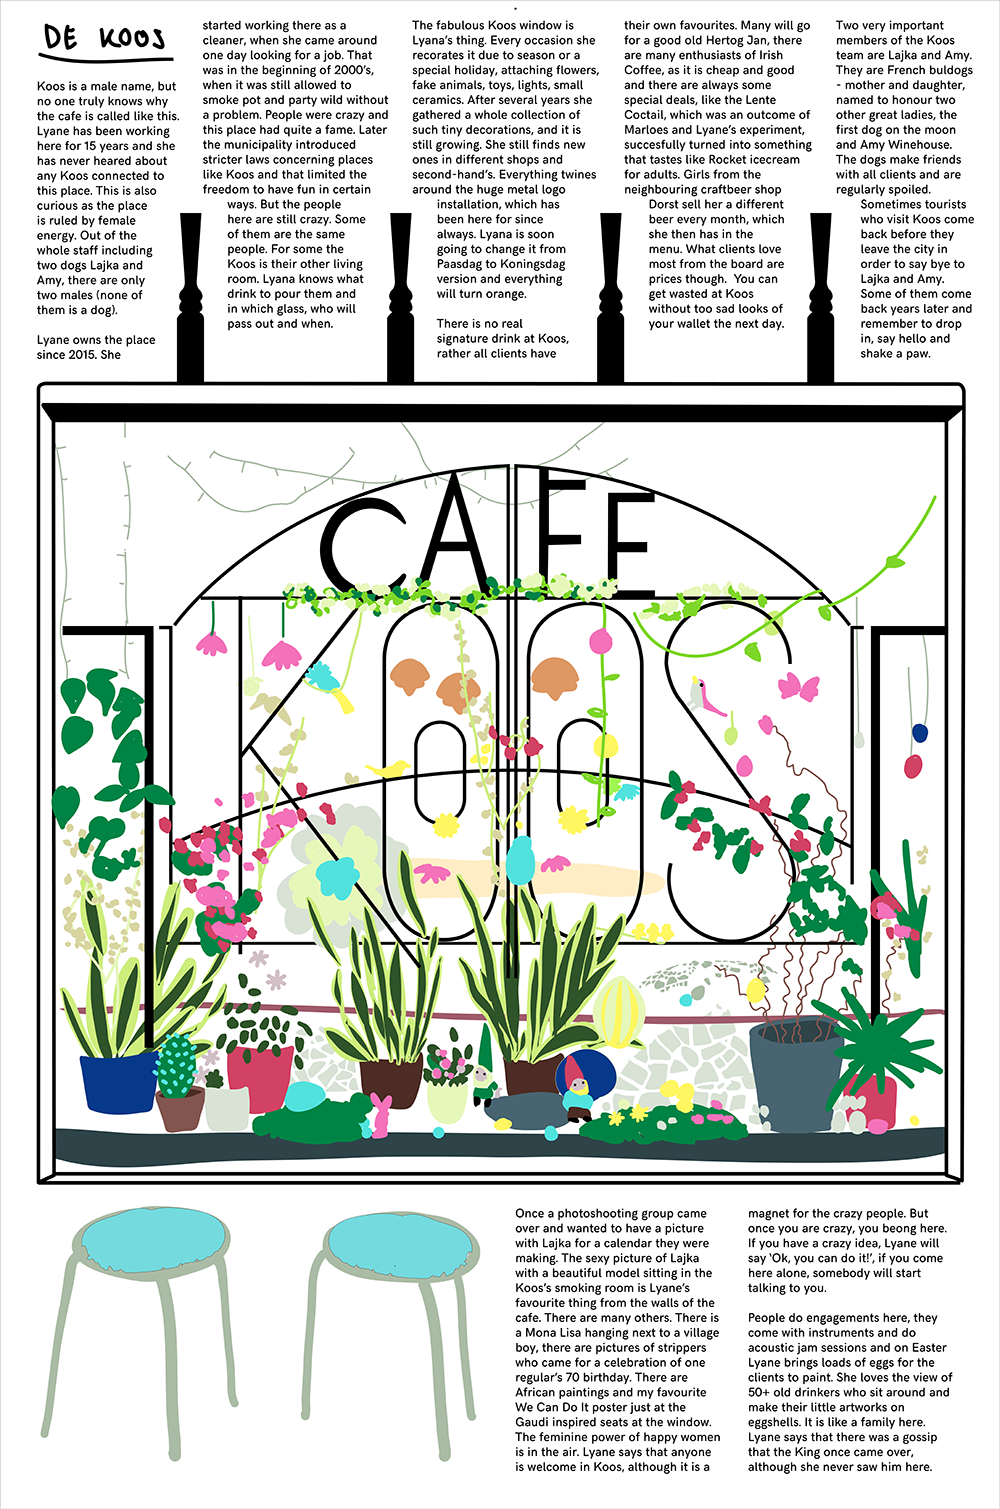 DE KOOS
Koos is a male name, but
no one truly knows why
the cafe is called like this.
Lyane has been working
here for 15 years and she
has never heared about
any Koos connected to
this place. This is also
curious as the place
is ruled by female
energy. Out of the
whole staff including
two dogs Lajka and
Amy, there are only
two males (none of
them is a dog).
Lyane owns the place
since 2015. She
started working there as a
cleaner, when she came around
one day looking for a job. That
was in the beginning of 2000's,
when it was still allowed to
smoke pot and party wild without
a problem. People were crazy and
this place had quite a fame. Later
the municipality introduced
stricter laws concerning places
like Koos and that limited the
freedom to have fun in certain
ways. But the people
here are still crazy. Some
of them are the same
people. For some the
Koos is their other living
room. Lyana knows what
drink to pour them and
in which glass, who will
pass out and when.
The fabulous Koos window is
Lyana's thing. Every occasion she
recorates it due to season or a
special holiday, attaching flowers,
fake animals, toys, lights, small
ceramics. After several years she
gathered a whole collection of
such tiny decorations, and it is
still growing. She still finds new
ones in different shops and
second-hand's. Everything twines
around the huge metal logo
installation, which has
been here for since
always. Lyana is soon
going to change it from
Paasdag to Koningsdag
version and everything
will turn orange.
There is no real
signature drink at Koos,
rather all clients have
their own favourites. Many will go
for a good old Hertog Jan, there
are many enthusiasts of Irish
Coffee, as it is cheap and good
and there are always some
special deals, like the Lente
Coctail, which was an outcome of
Marloes and Lyane's experiment,
succesfully turned into something
that tastes like Rocket icecream
for adults. Girls from the
neighbouring craftbeer shop
Dorst sell her a different
beer every month, which
she then has in the
menu. What clients love
most from the board are
prices though. You can
get wasted at Koos
without too sad looks of
your wallet the next day.
Two very important
members of the Koos
team are Lajka and Amy.
They are French buldogs
- mother and daughter,
named to honour two
other great ladies, the
first dog on the moon
and Amy Winehouse.
The dogs make friends
with all clients and are
regularly spoiled.
Sometimes tourists
who visit Koos come
back before they
leave the city in
order to say bye to
Lajka and Amy.
Some of them come
back years later and
remember to drop
in, say hello and
shake a paw.
CAFE
KOOS
Once a photoshooting group came
over and wanted to have a picture
with Lajka for a calendar they were
making. The sexy picture of Lajka
with a beautiful model sitting in the
Koos's smoking room is Lyane's
favourite thing from the walls of the
cafe. There are many others. There is
a Mona Lisa hanging next to a village
boy, there are pictures of strippers
who came for a celebration of one
regular's 70 birthday. There are
African paintings and my favourite
We Can Do It poster just at the
Gaudi inspired seats at the window.
The feminine power of happy women
is in the air. Lyane says that anyone
is welcome in Koos, although it is a
magnet for the crazy people. But
once you are crazy, you beong here.
If you have a crazy idea, Lyane will
say 'Ok, you can do it!', if you come
here alone, somebody will start
talking to you.
People do engagements here, they
come with instruments and do
acoustic jam sessions and on Easter
Lyane brings loads of eggs for the
clients to paint. She loves the view of
50+ old drinkers who sit around and
make their little artworks on
eggshells. It is like a family here.
Lyane says that there was a gossip
that the King once came over,
although she never saw him here.